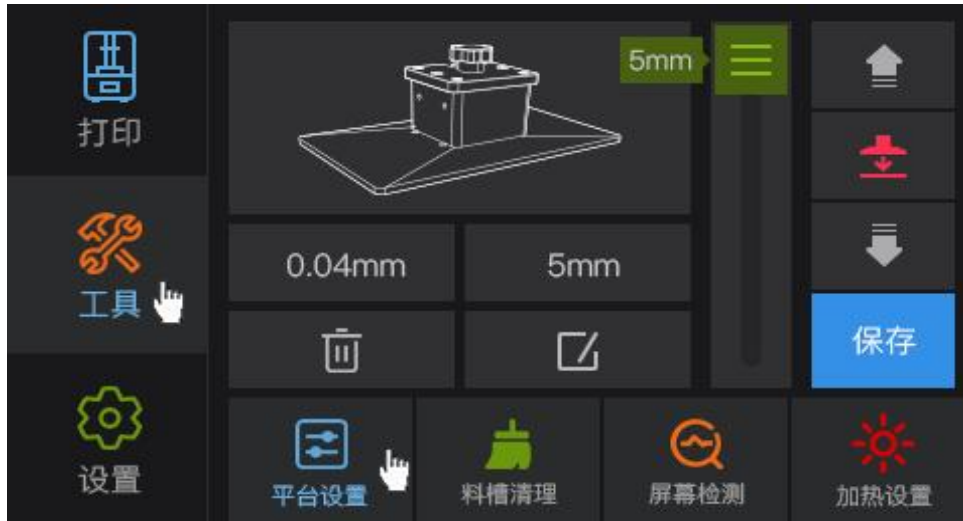 打印
工具
设置
5mm
0.04mm
5mm
保存
平台设置
料槽清理
屏幕检测
加热设置